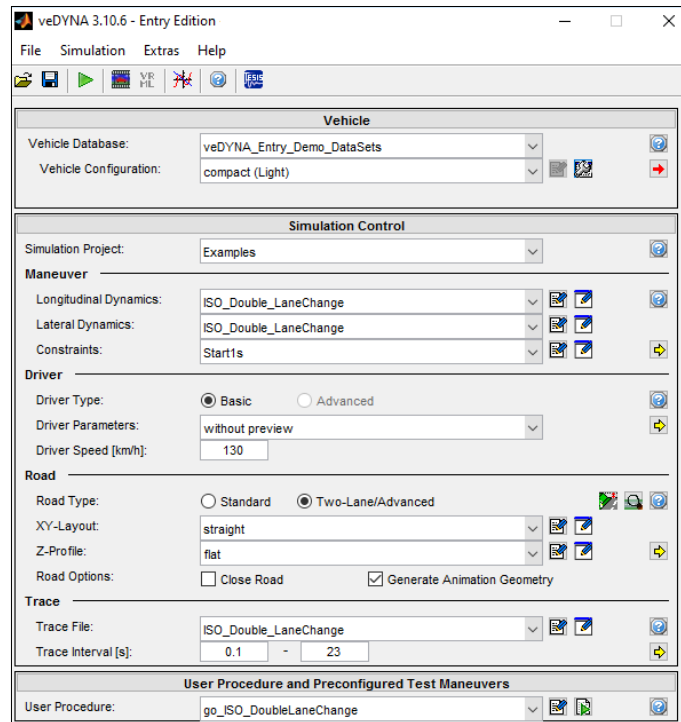 veDYNA 3.10.6 - Entry Edition
File Simulation Extras Help
VR
ML
TESIS
Vehicle
Vehicle Database: veDYNA_Entry_Demo_DataSets
Vehicle Configuration: compact (Light)
Simulation Control
Simulation Project: Examples
Maneuver
Longitudinal Dynamics: ISO_Double_LaneChange
Lateral Dynamics: ISO_Double_LaneChange
Constraints: Start1s
Driver
Driver Type: Basic Advanced
Driver Parameters: without preview
Driver Speed [km/h]: 130
Road
Road Type: Standard Two-Lane/Advanced
XY-Layout: straight
Z-Profile: flat
Road Options: Close Road Generate Animation Geometry
Trace
Trace File: ISO_Double_LaneChange
Trace Interval [s]: 0.1 - 23
User Procedure and Preconfigured Test Maneuvers
User Procedure: go_ISO_DoubleLaneChange